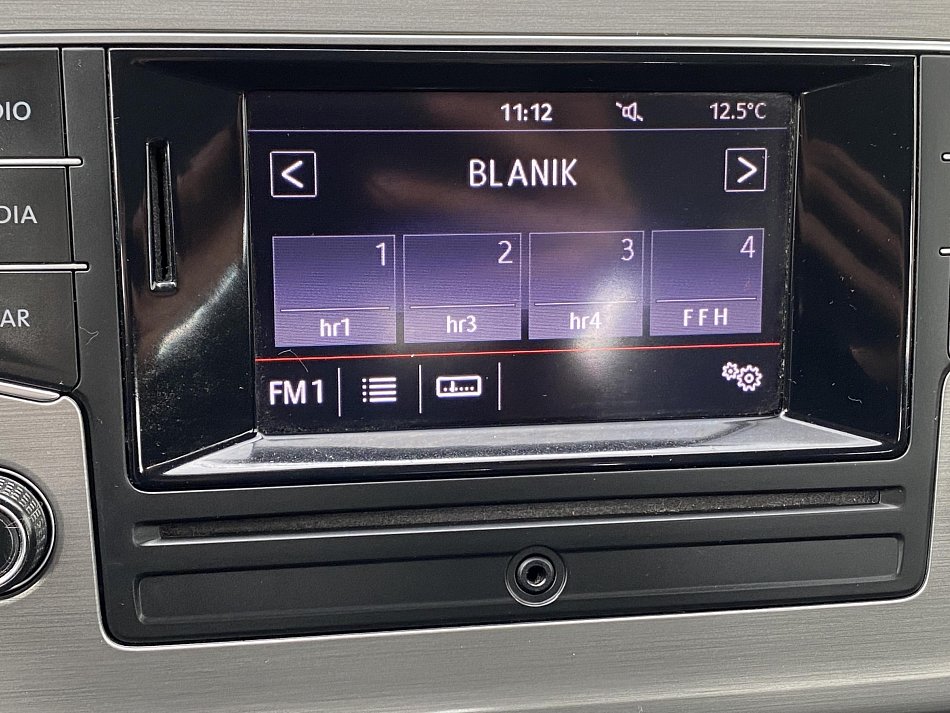 11:12 12.5°C
DIO
< BLANIK >
DIA
1 2 3 4
hr1 hr3 hr4 FFH
AR
FM1